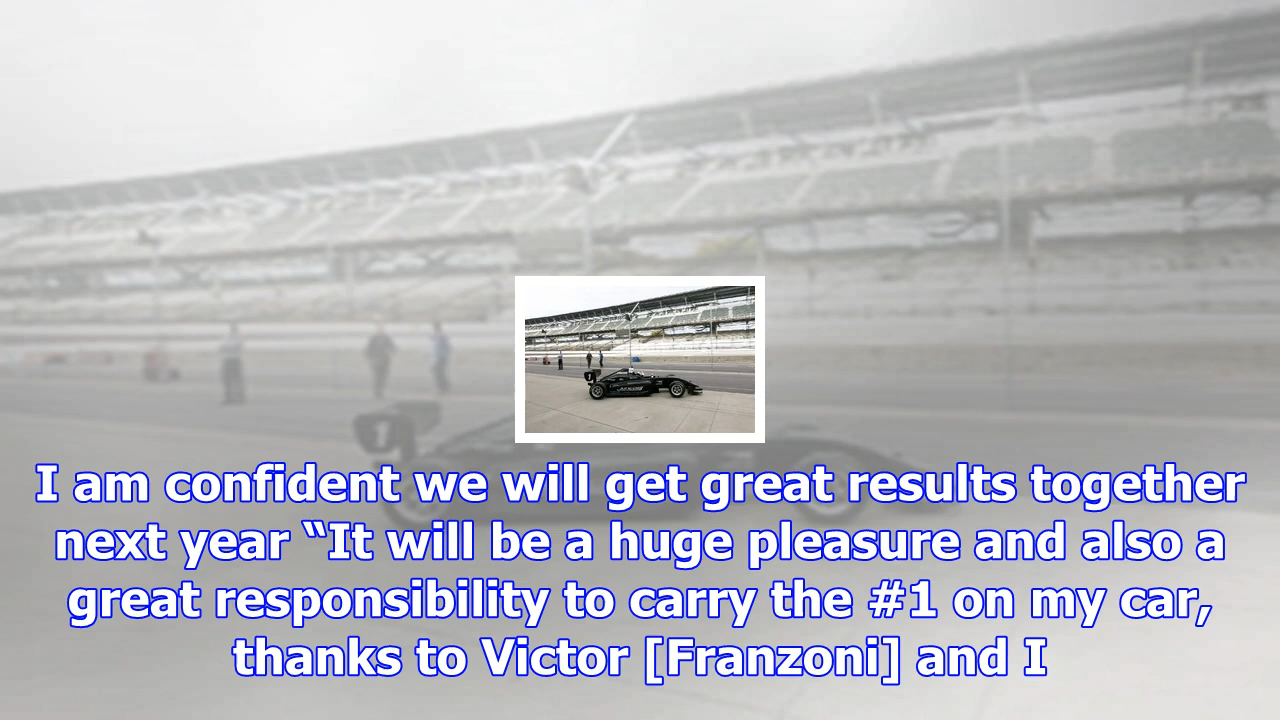 I am confident we will get great results together
next year “It will be a huge pleasure and also a
great responsibility to carry the #1 on my car,
thanks to Victor [Franzoni] and I
1